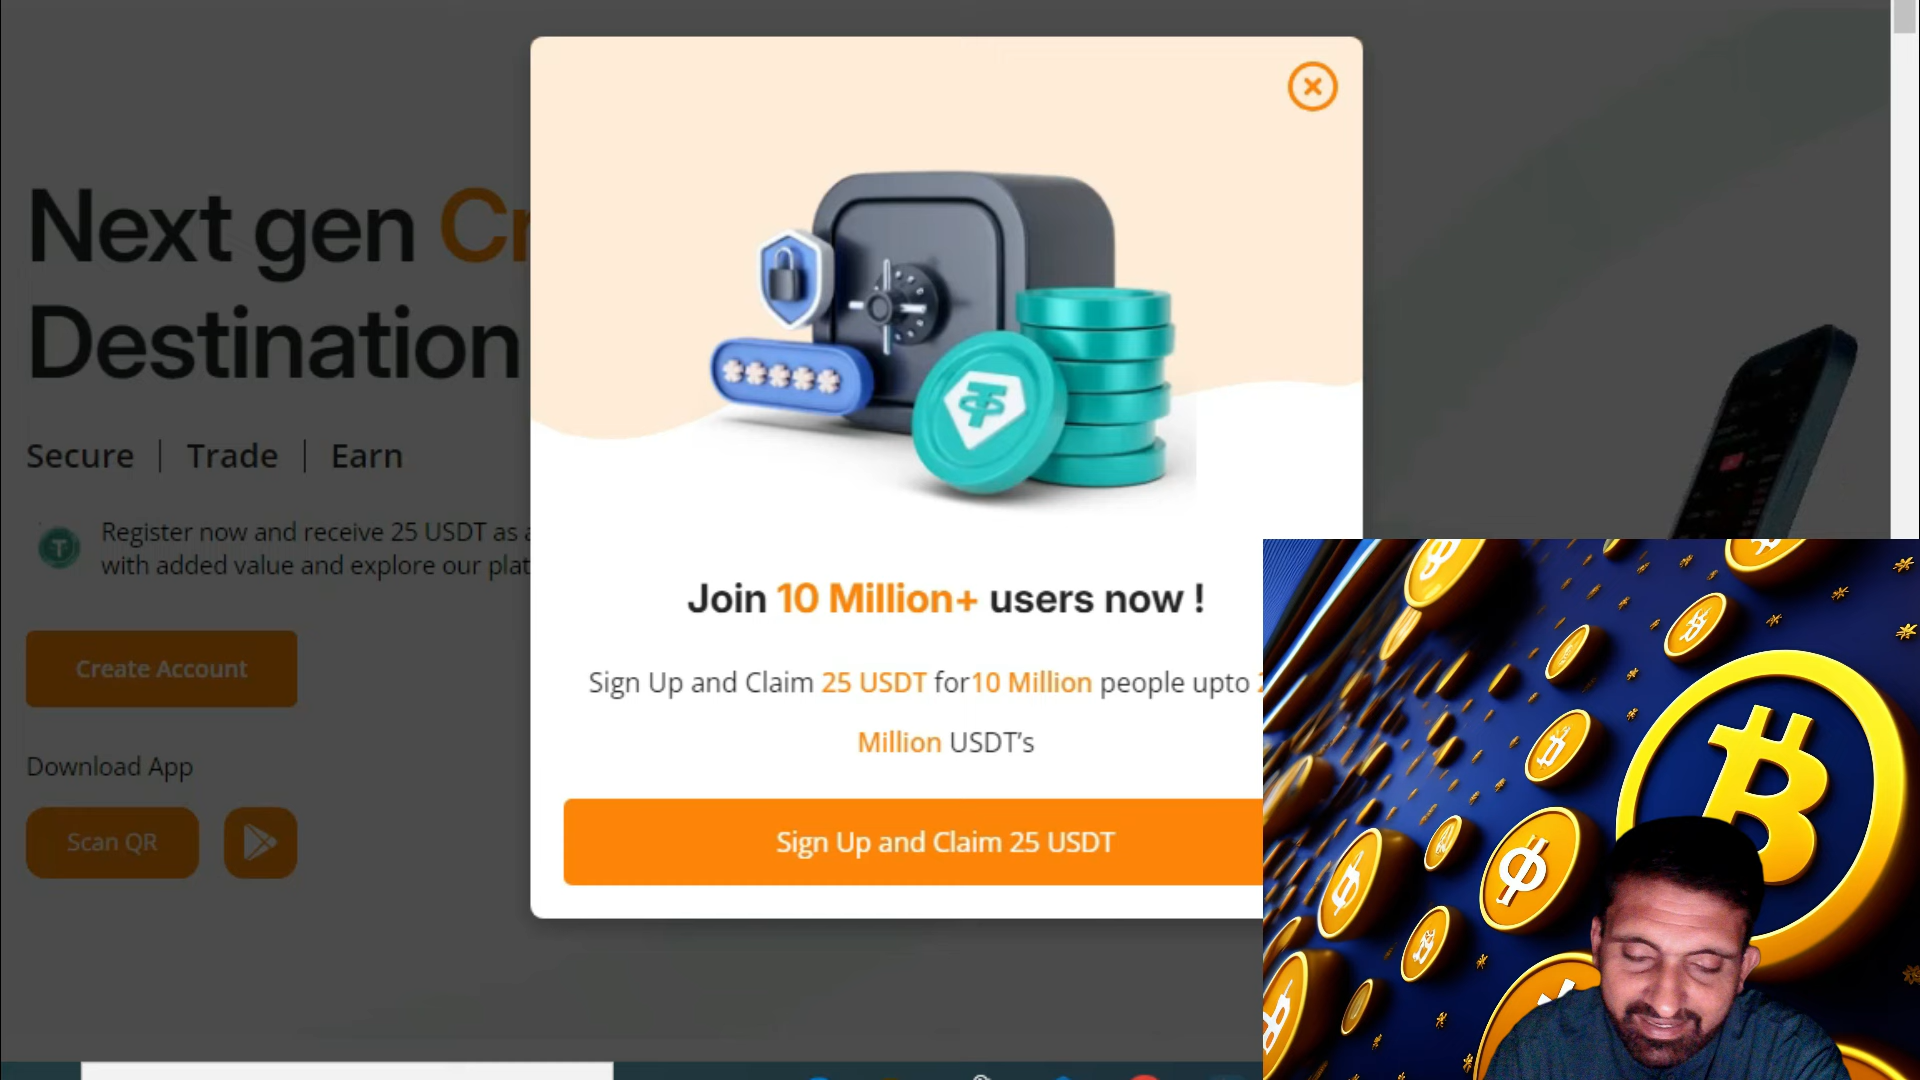 Next gen Cr
Destination
Secure | Trade | Earn
Register now and receive 25 USDT as
with added value and explore our plat
Create Account
Download App
Scan QR
Join 10 Million+ users now !
Sign Up and Claim 25 USDT for10 Million people upto
Million USDT's
Sign Up and Claim 25 USDT